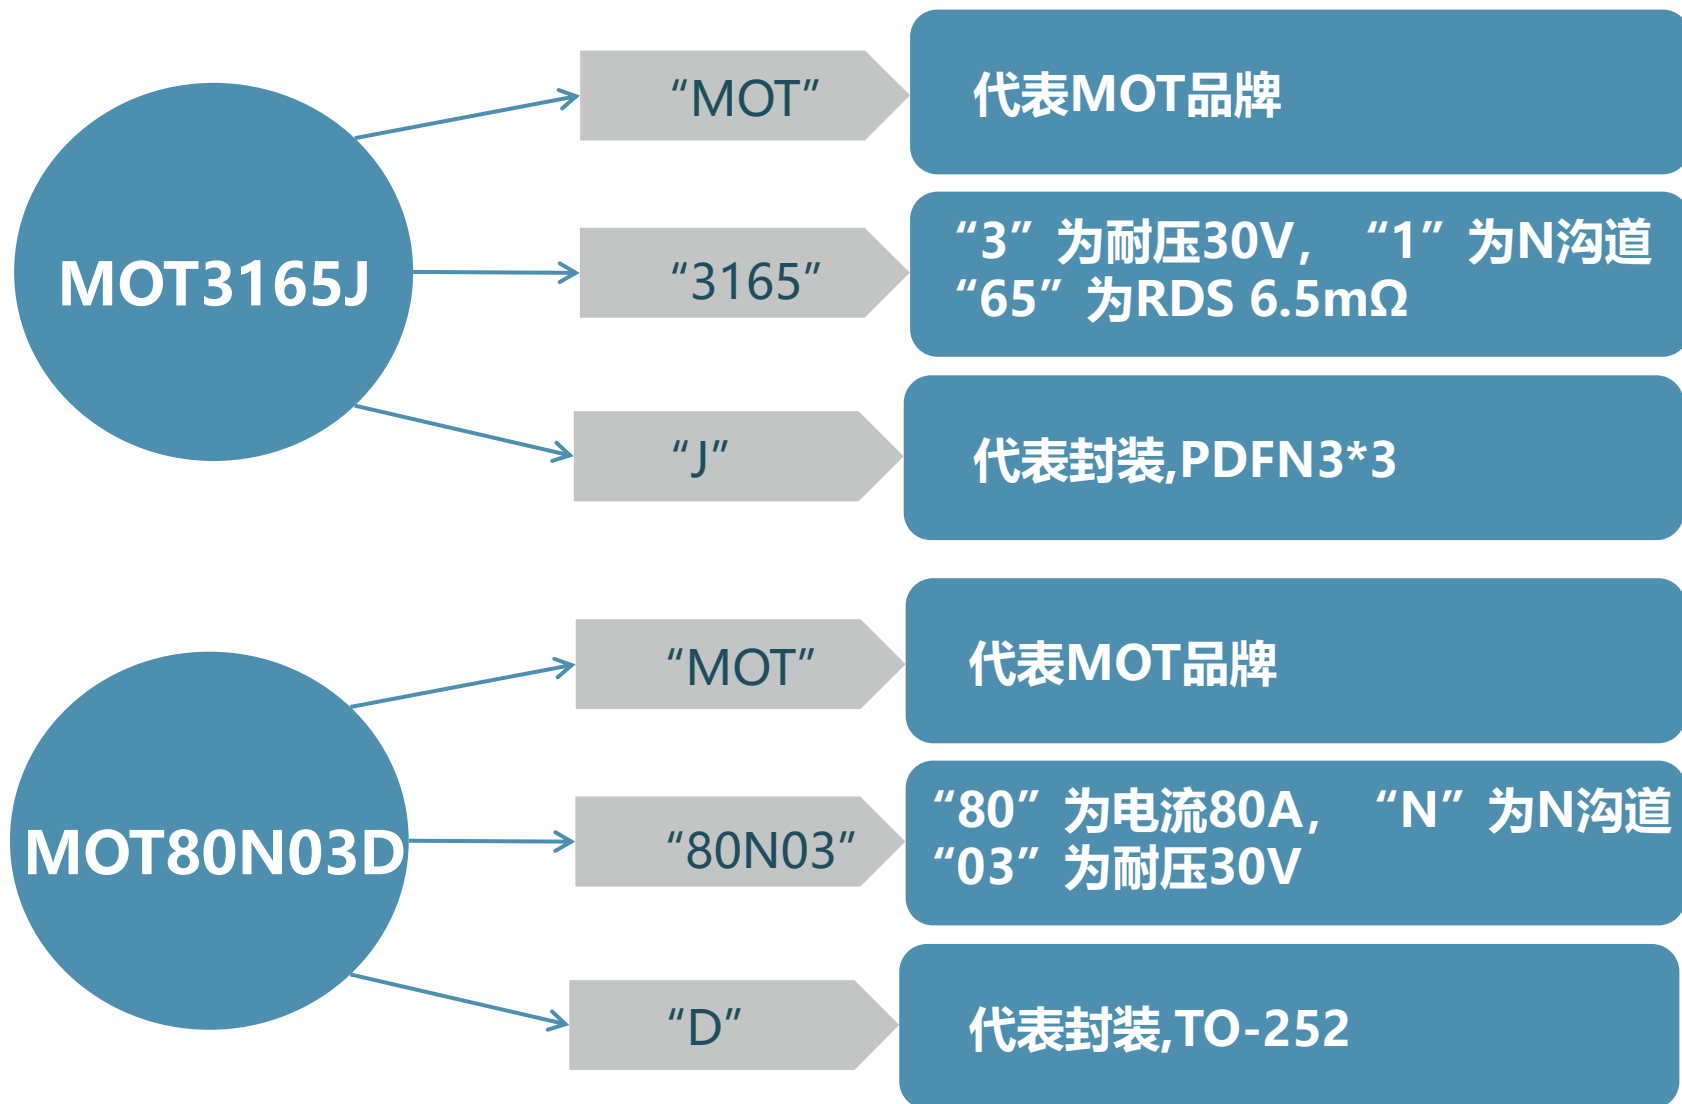 MOT3165J
“MOT”
代表MOT品牌
“3165”
“3”为耐压30V，“1”为N沟道
“65”为RDS 6.5mΩ
“J”
代表封装,PDFN3*3
MOT80N03D
“MOT”
代表MOT品牌
“80N03”
“80”为电流80A，“N”为N沟道
“03”为耐压30V
“D”
代表封装,TO-252